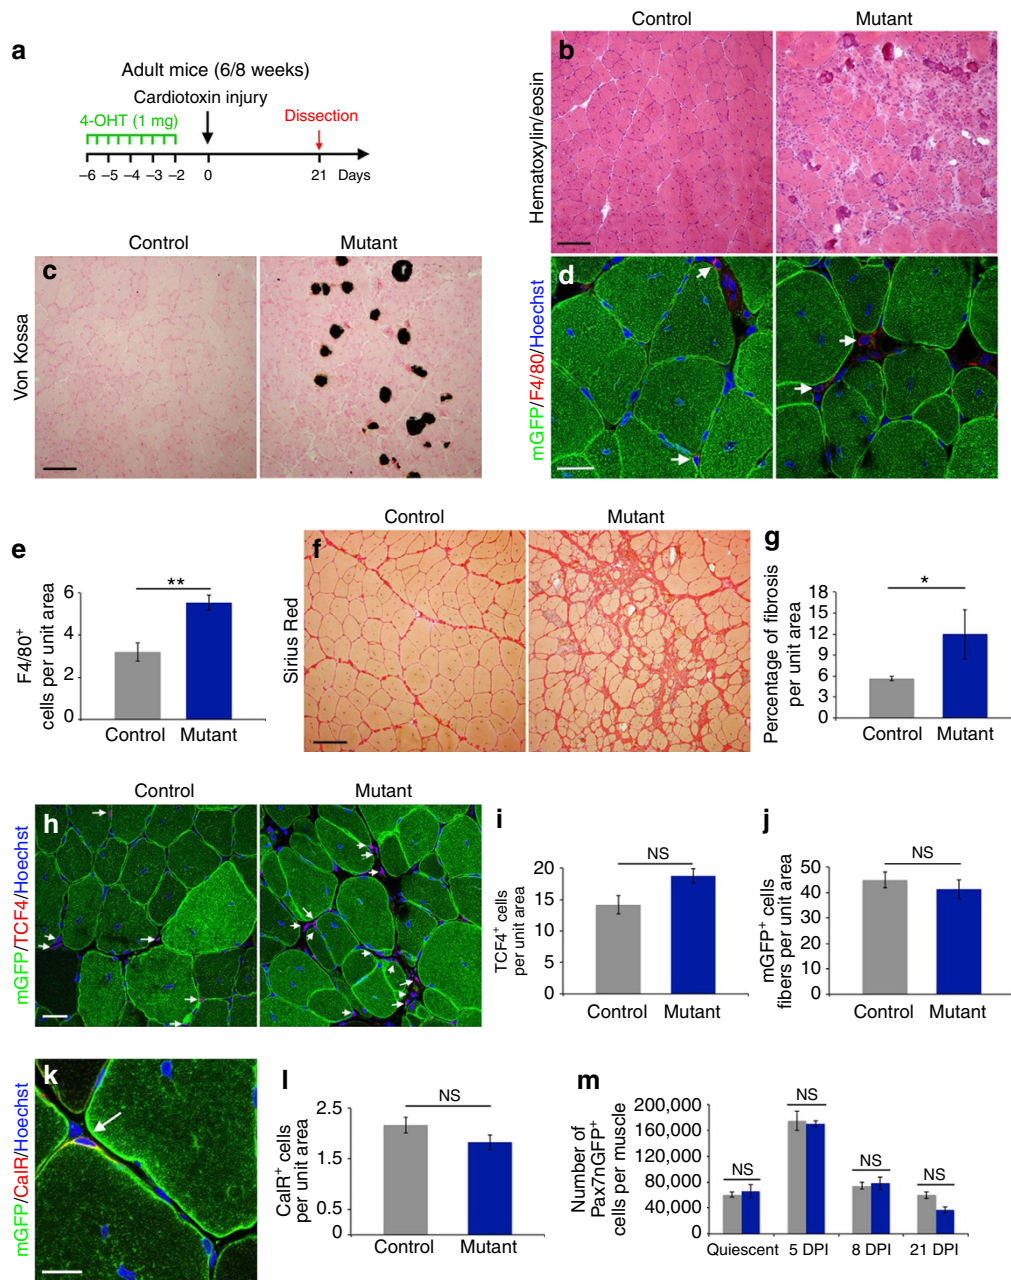 a
Adult mice (6/8 weeks)
Cardiotoxin injury
4-OHT (1 mg)
Dissection
–6 –5 –4 –3 –2 0 21 Days
Control Mutant
b
Hematoxylin/eosin
Control Mutant
c
Von Kossa
d
mGFP/F4/80/Hoechst
e
F4/80+
cells per unit area
6
4
2
0
**
Control Mutant
Control Mutant
f
Sirius Red
g
Percentage of fibrosis
per unit area
18
15
12
9
6
3
0
*
Control Mutant
Control Mutant
h
mGFP/TCF4/Hoechst
i
TCF4+ cells
per unit area
20
15
10
5
0
NS
Control Mutant
j
mGFP+ cells
fibers per unit area
50
40
30
20
10
0
NS
Control Mutant
k
mGFP/CalR/Hoechst
l
CalR+ cells
per unit area
2.5
1.5
0.5
0
NS
Control Mutant
m
Number of
Pax7nGFP+
cells per muscle
200,000
160,000
120,000
80,000
40,000
0
NS
NS
NS
NS
Quiescent 5 DPI 8 DPI 21 DPI